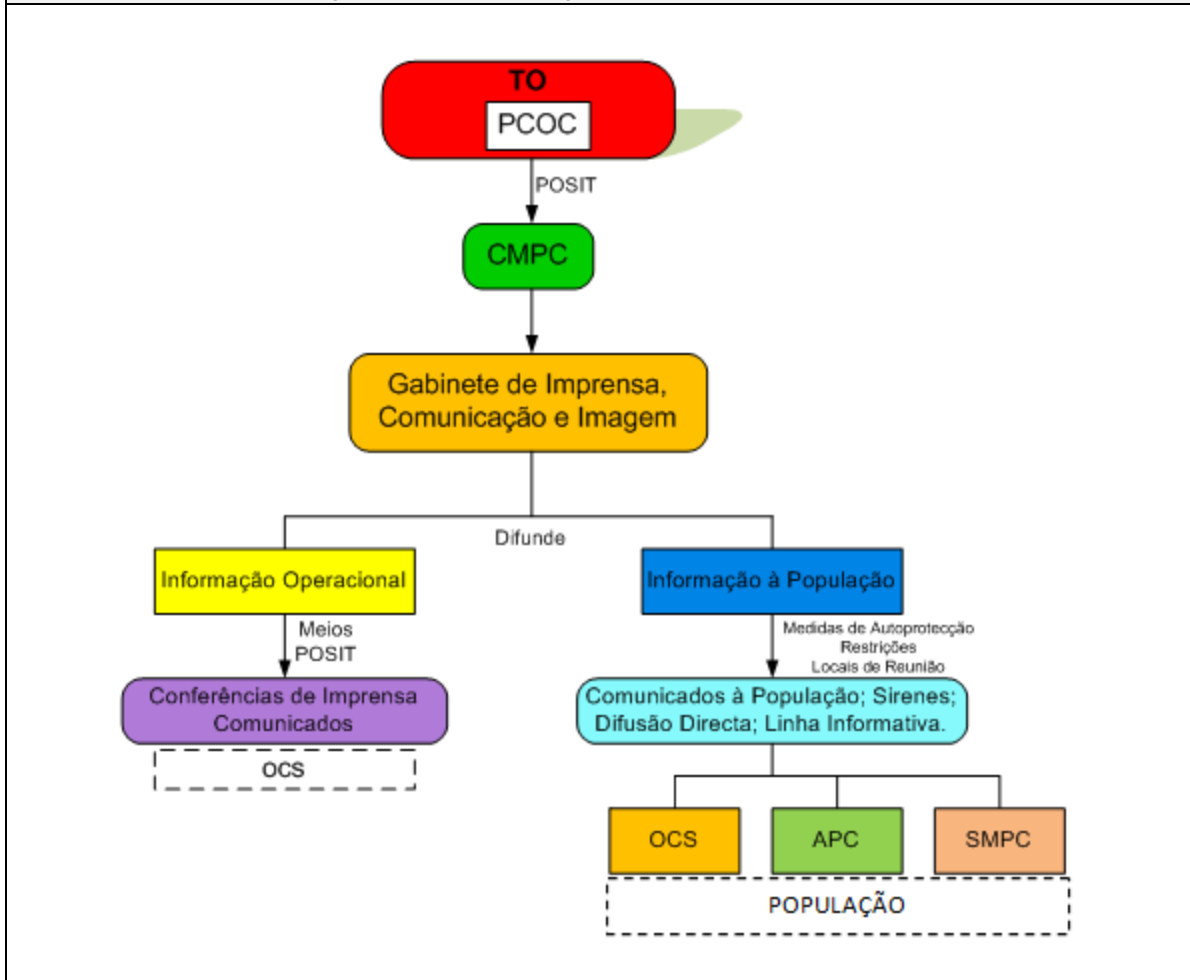 TO
PCOC
POSIT
CMPC
Gabinete de Imprensa,
Comunicação e Imagem
Difunde
Informação Operacional
Informação à População
Meios
POSIT
Medidas de Autoprotecção
Restrições
Locais de Reunião
Conferências de Imprensa
Comunicados
Comunicados à População; Sirenes;
Difusão Directa; Linha Informativa.
OCS
OCS
APC
SMPC
POPULAÇÃO